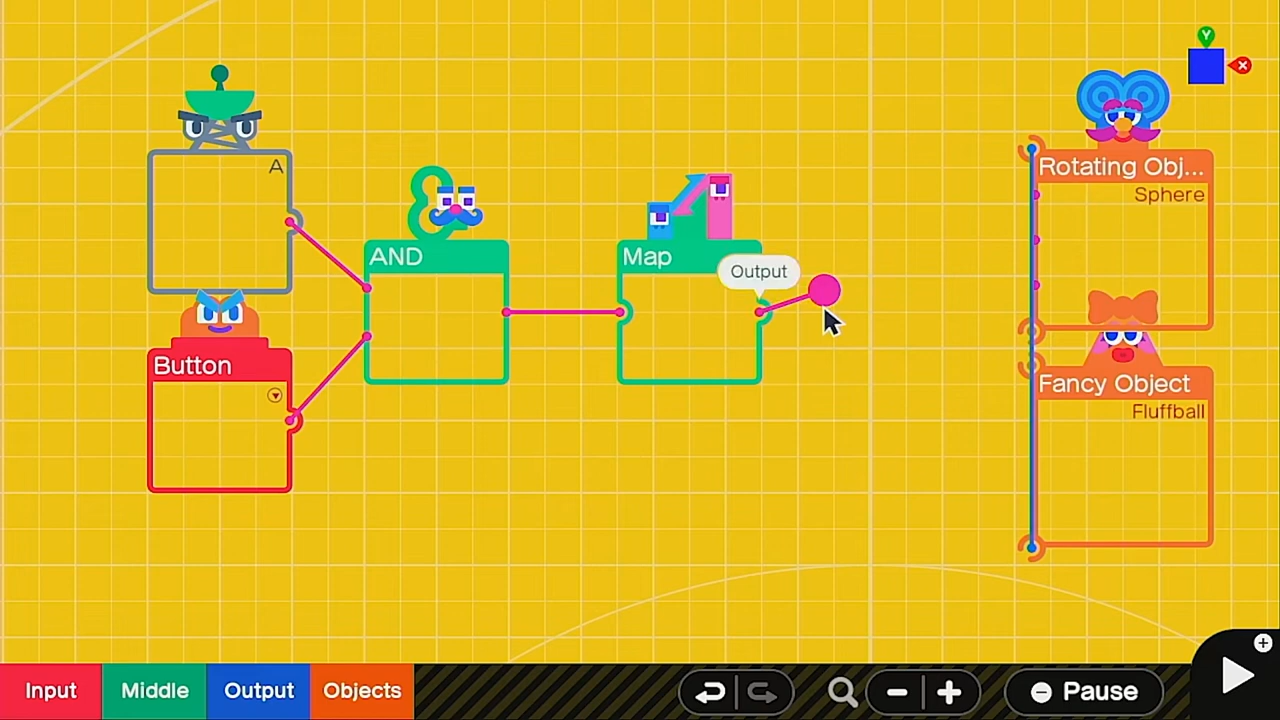 Y
A
Rotating Obj...
Sphere
AND
Map
Output
Button
Fancy Object
Fluffball
Input
Middle
Output
Objects
Pause